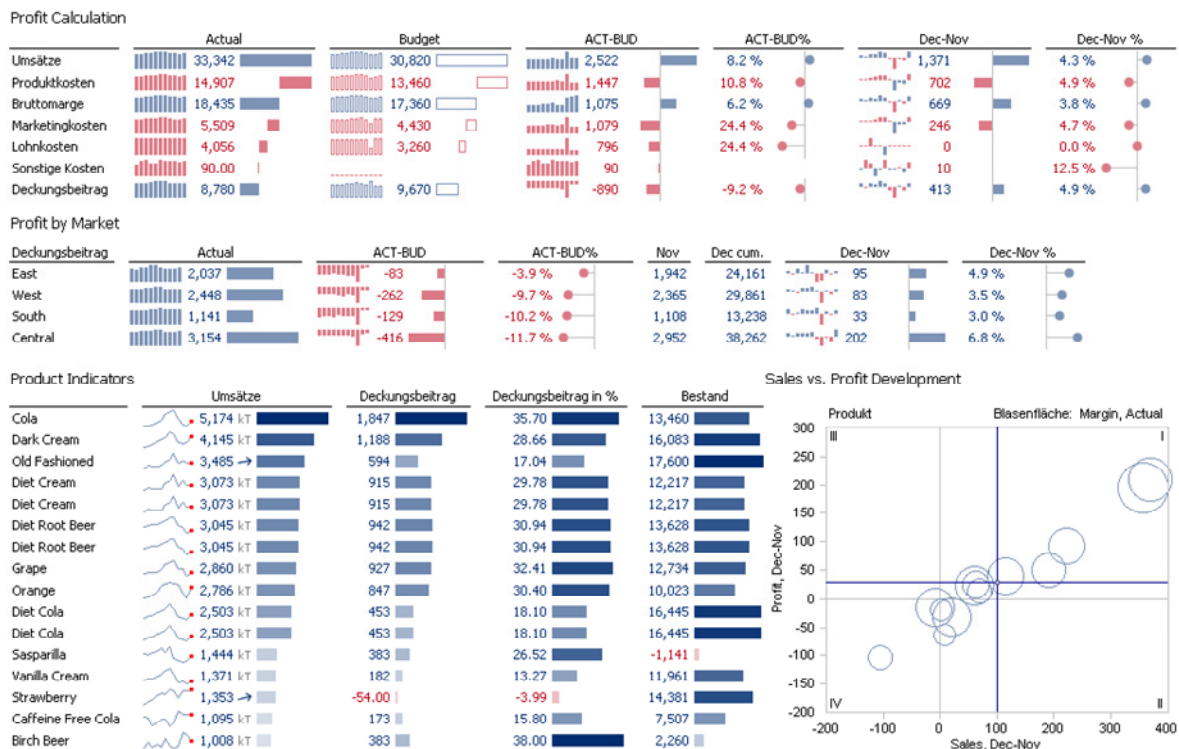 Profit Calculation
Actual Budget ACT-BUD ACT-BUD% Dec-Nov Dec-Nov %
Umsätze 33,342 30,820 2,522 8.2 % 1,371 4.3 %
Produktkosten 14,907 13,460 1,447 10.8 % 702 4.9 %
Bruttomarge 18,435 17,360 1,075 6.2 % 669 3.8 %
Marketingkosten 5,509 4,430 1,079 24.4 % 246 4.7 %
Lohnkosten 4,056 3,260 796 24.4 % 0 0.0 %
Sonstige Kosten 90.00 90 10 12.5 %
Deckungsbeitrag 8,780 9,670 -890 -9.2 % 413 4.9 %
Profit by Market
Deckungsbeitrag Actual ACT-BUD ACT-BUD% Nov Dec cum. Dec-Nov Dec-Nov %
East 2,037 -83 -3.9 % 1,942 24,161 95 4.9 %
West 2,448 -262 -9.7 % 2,365 29,861 83 3.5 %
South 1,141 -129 -10.2 % 1,108 13,238 33 3.0 %
Central 3,154 -416 -11.7 % 2,952 38,262 202 6.8 %
Product Indicators
Umsätze Deckungsbeitrag Deckungsbeitrag in % Bestand
Cola 5,174 kT 1,847 35.70 13,460
Dark Cream 4,145 kT 1,188 28.66 16,083
Old Fashioned 3,485 → 594 17.04 17,600
Diet Cream 3,073 kT 915 29.78 12,217
Diet Cream 3,073 kT 915 29.78 12,217
Diet Root Beer 3,045 kT 942 30.94 13,628
Diet Root Beer 3,045 kT 942 30.94 13,628
Grape 2,860 kT 927 32.41 12,734
Orange 2,786 kT 847 30.40 10,023
Diet Cola 2,503 kT 453 18.10 16,445
Diet Cola 2,503 kT 453 18.10 16,445
Sasparilla 1,444 kT 383 26.52 -1,141
Vanilla Cream 1,371 kT 182 13.27 11,961
Strawberry 1,353 → -54.00 -3.99 14,381
Caffeine Free Cola 1,095 kT 173 15.80 7,507
Birch Beer 1,008 kT 383 38.00 2,260
Sales vs. Profit Development
Produkt Blasenfläche: Margin, Actual
300
III I
250
200
150
100
50
0
-50
-100
-150
-200
IV II
Profit, Dec-Nov
-200 -100 0 100 200 300 400
Sales, Dec-Nov